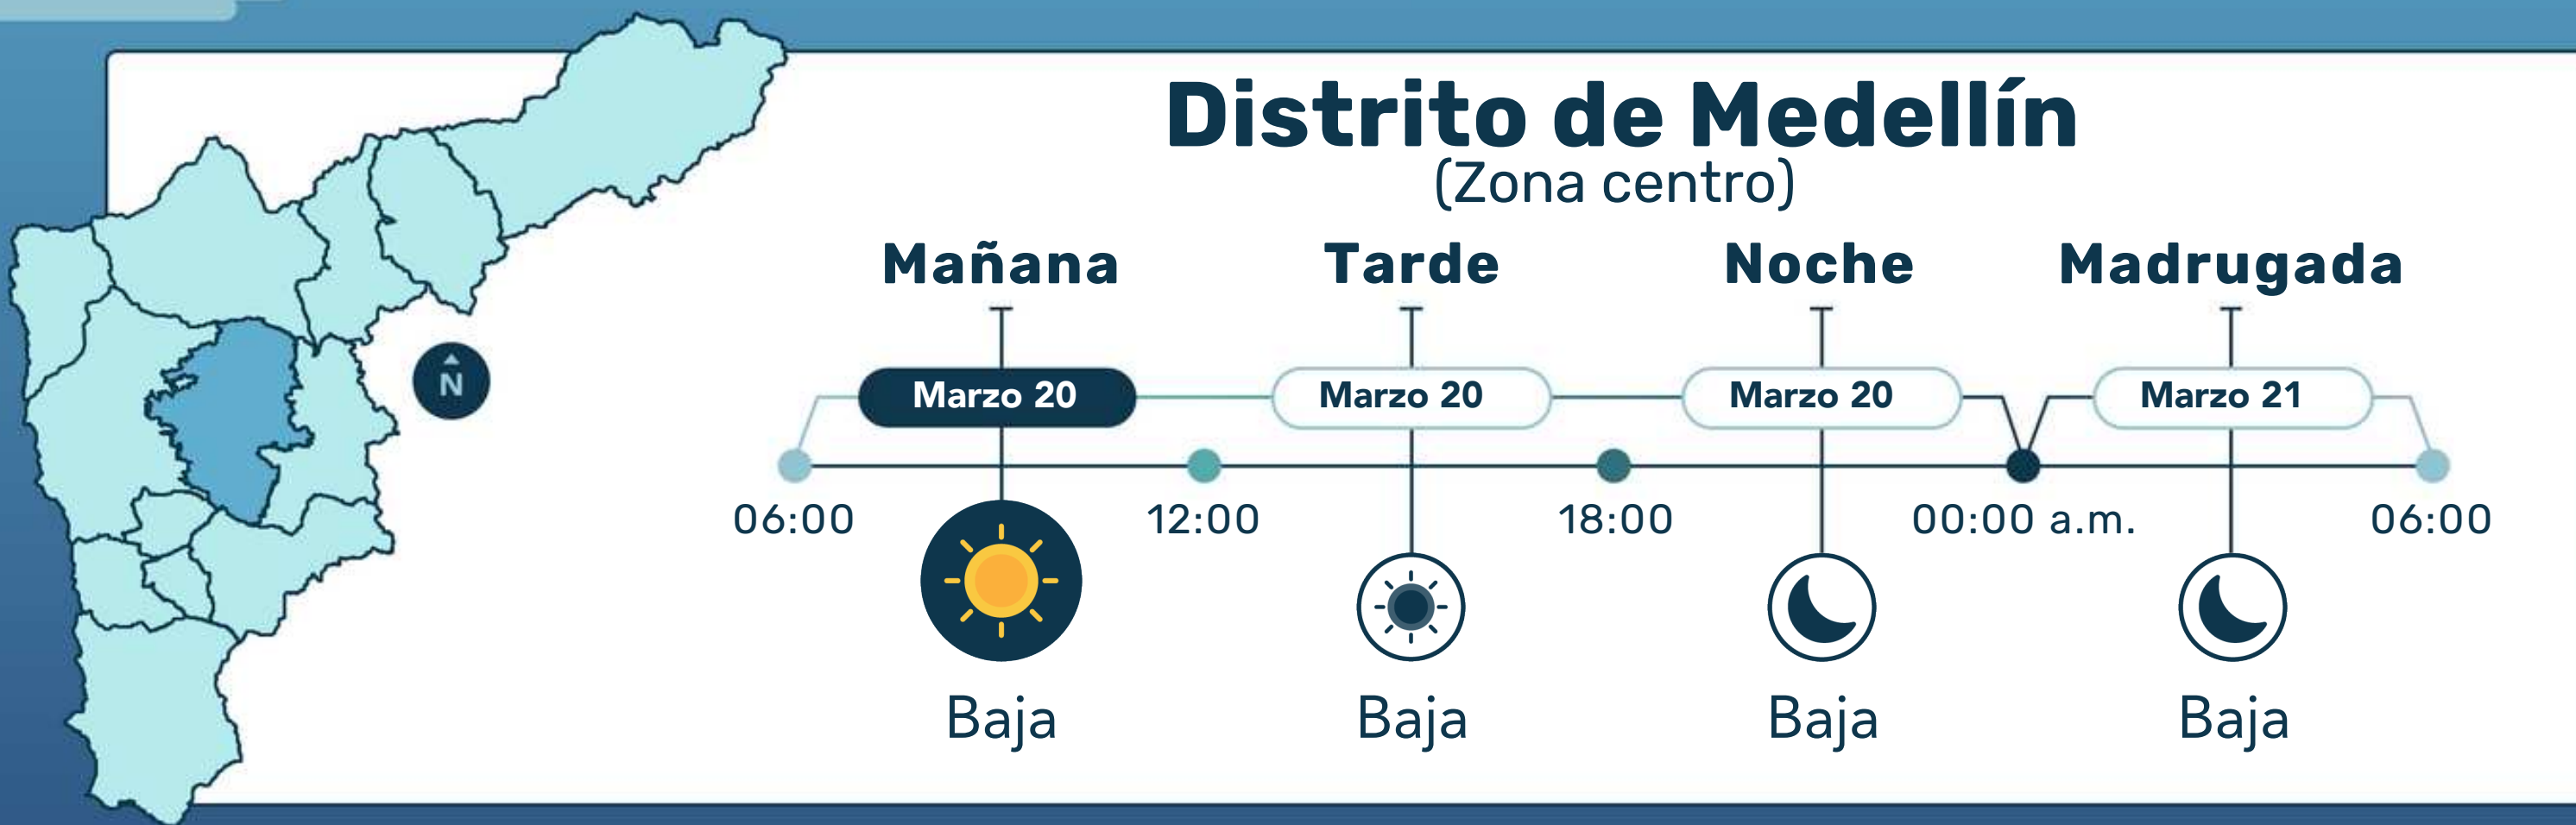 Distrito de Medellín
(Zona centro)
Mañana Tarde Noche Madrugada
Marzo 20 Marzo 20 Marzo 20 Marzo 21
N
06:00 12:00 18:00 00:00 a.m. 06:00
Baja Baja Baja Baja